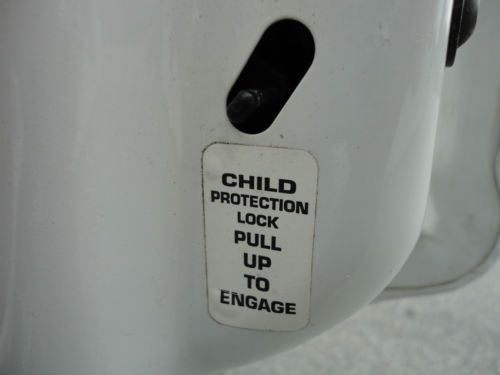 CHILD
PROTECTION
LOCK
PULL
UP
TO
ENGAGE